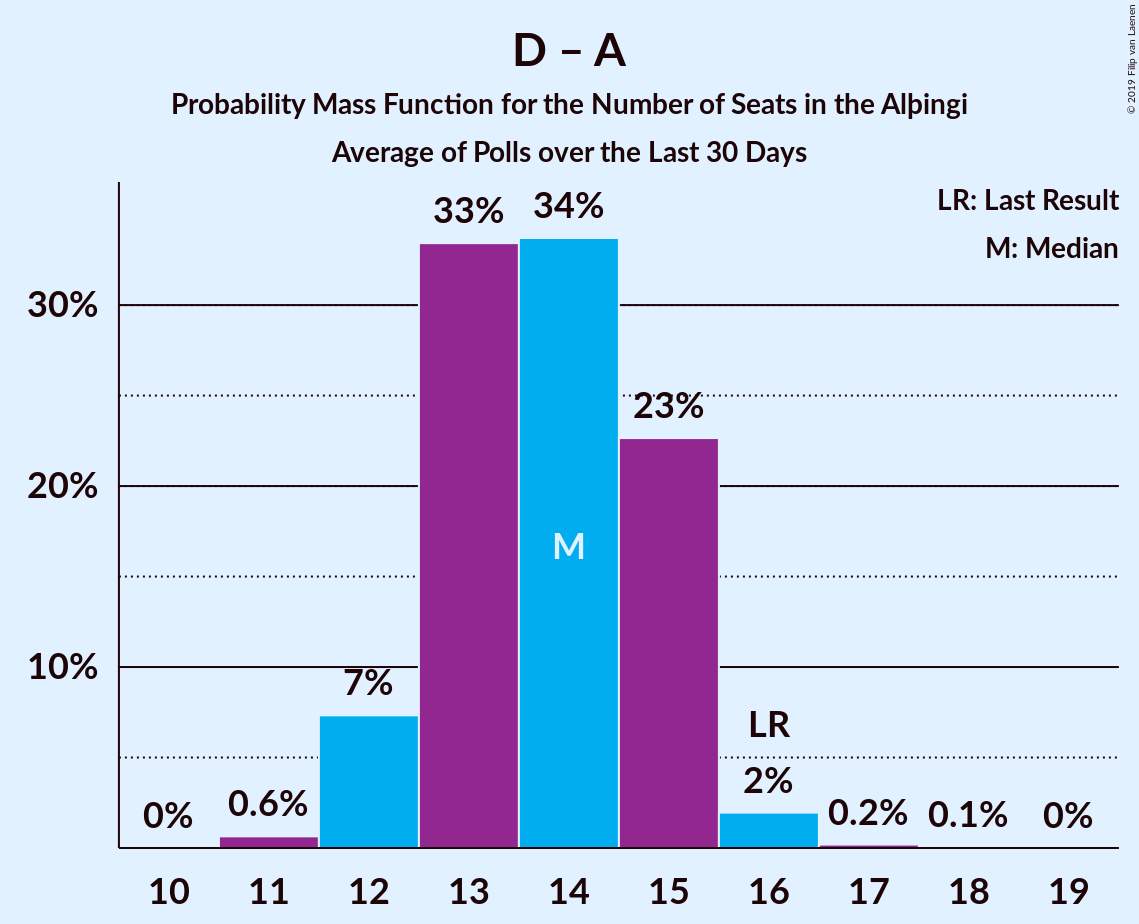 D – A
Probability Mass Function for the Number of Seats in the Alþingi
Average of Polls over the Last 30 Days
© 2019 Filip van Laenen
LR: Last Result
M: Median
33%
34%
30%
23%
20%
M
10%
7%
LR
2%
0%
0.6%
0.2%
0.1%
0%
10 11 12 13 14 15 16 17 18 19